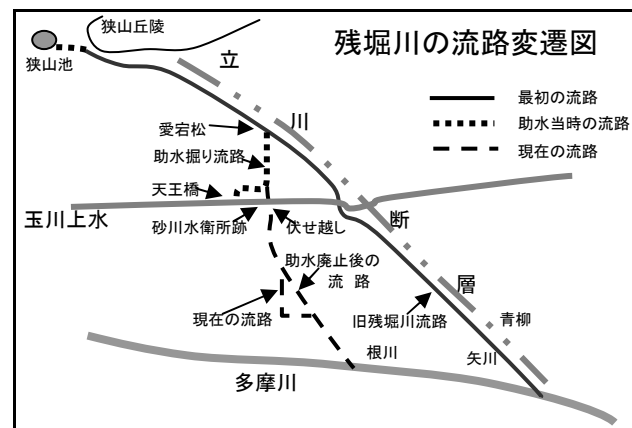 残堀川の流路変遷図
狭山丘陵
狭山池
立
川
断
層
最初の流路
助水当時の流路
現在の流路
愛宕松
助水掘り流路
天王橋
玉川上水
砂川水衛所跡
伏せ越し
助水廃止後の
流 路
現在の流路
旧残堀川流路
青柳
矢川
根川
多摩川